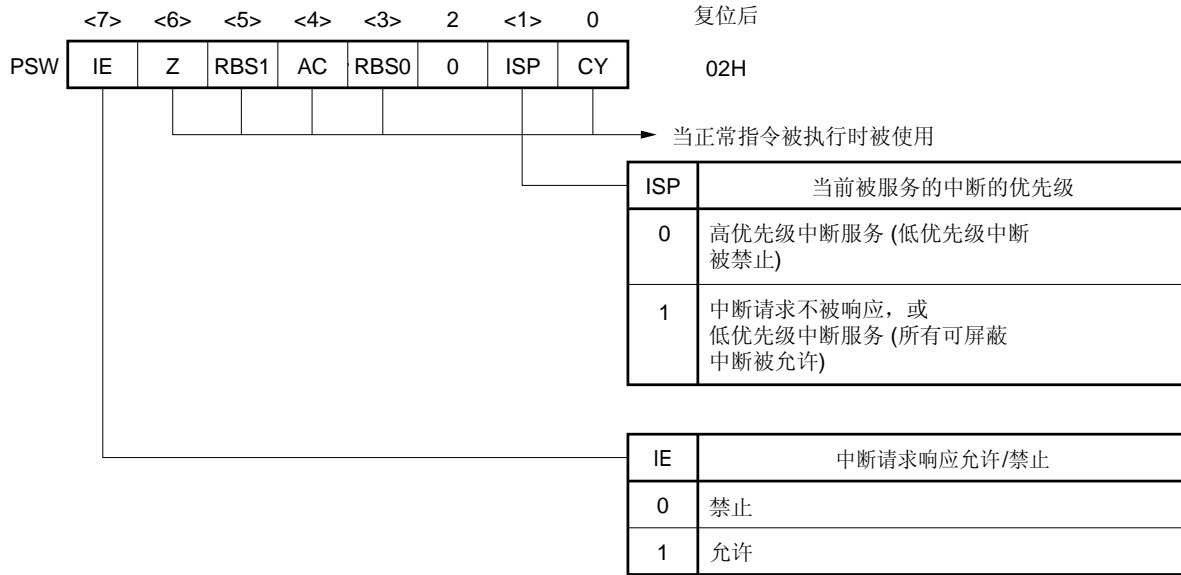 <7> <6> <5> <4> <3> 2 <1> 0 复位后
PSW IE Z RBS1 AC RBS0 0 ISP CY 02H
当正常指令被执行时被使用
ISP 当前被服务的中断的优先级
0 高优先级中断服务 (低优先级中断
被禁止)
1 中断请求不被响应，或
低优先级中断服务 (所有可屏蔽
中断被允许)
IE 中断请求响应允许/禁止
0 禁止
1 允许